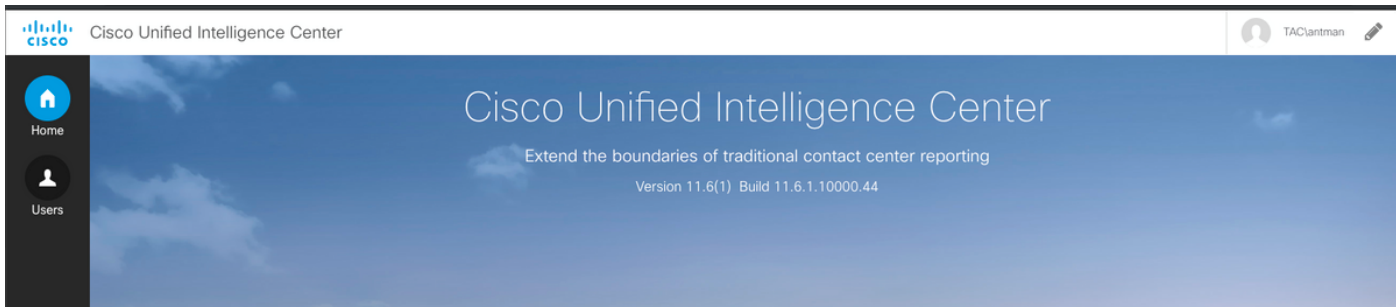 CISCO
Cisco Unified Intelligence Center
TAC\antman
Home
Users
Cisco Unified Intelligence Center
Extend the boundaries of traditional contact center reporting
Version 11.6(1) Build 11.6.1.10000.44